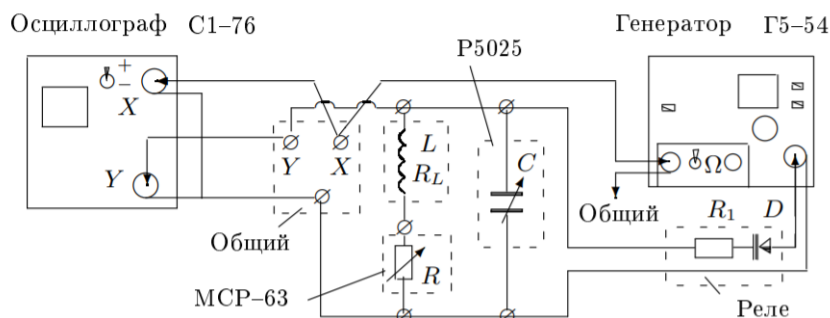 Осциллограф С1–76
Генератор Г5–54
Р5025
+
−
X
Y
Y
X
L
R_L
C
Ω
Общий
Общий
R_1
D
МСР–63
R
Реле